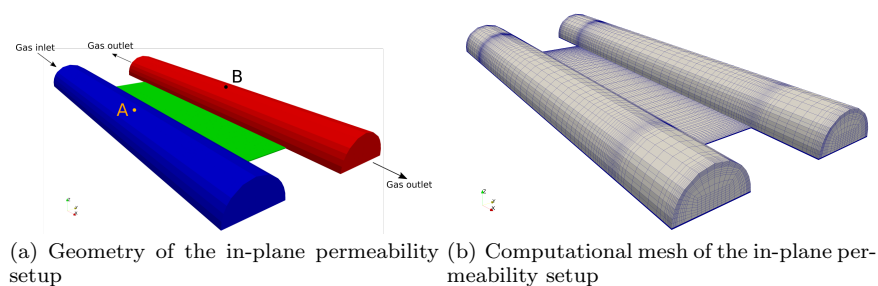 Gas inlet
Gas outlet
B
A
Gas outlet
(a) Geometry of the in-plane permeability
setup
(b) Computational mesh of the in-plane per-
meability setup